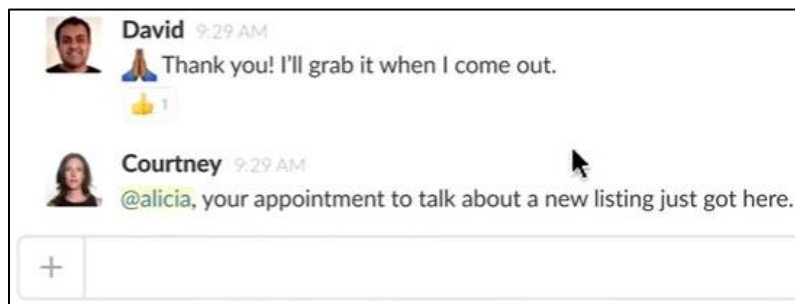 David 9:29 AM
🙏🏾 Thank you! I'll grab it when I come out.
👍 1
Courtney 9:29 AM
@alicia, your appointment to talk about a new listing just got here.
+